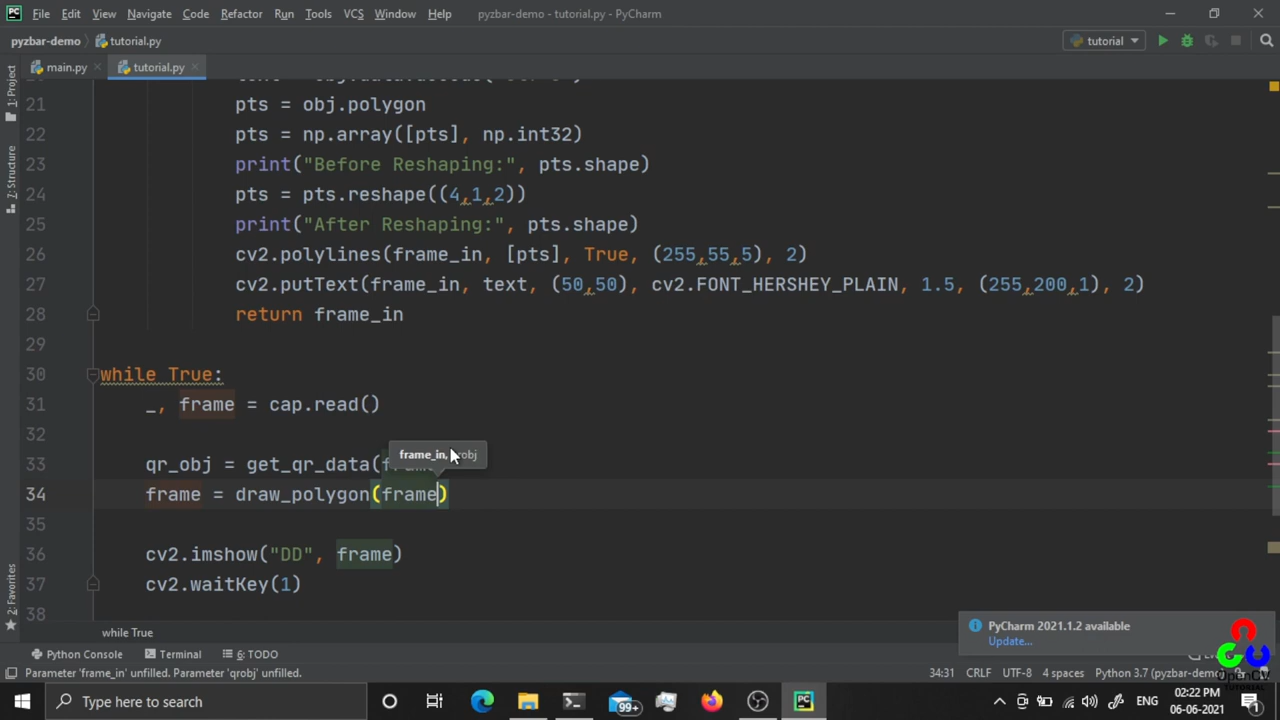 File Edit View Navigate Code Refactor Run Tools VCS Window Help pyzbar-demo - tutorial.py - PyCharm
pyzbar-demo tutorial.py tutorial
main.py tutorial.py
1: Project
Z: Structure
2: Favorites
21 pts = obj.polygon
22 pts = np.array([pts], np.int32)
23 print("Before Reshaping:", pts.shape)
24 pts = pts.reshape((4,1,2))
25 print("After Reshaping:", pts.shape)
26 cv2.polylines(frame_in, [pts], True, (255,55,5), 2)
27 cv2.putText(frame_in, text, (50,50), cv2.FONT_HERSHEY_PLAIN, 1.5, (255,200,1), 2)
28 return frame_in
29
30 while True:
31 _, frame = cap.read()
32
frame_in,
33 qr_obj = get_qr_data(
34 frame = draw_polygon(frame)
35
36 cv2.imshow("DD", frame)
37 cv2.waitKey(1)
38
while True
PyCharm 2021.1.2 available
Update...
Python Console Terminal 6: TODO
Parameter 'frame_in' unfilled. Parameter 'qrobj' unfilled. 34:31 CRLF UTF-8 4 spaces Python 3.7 (pyzbar-demo)
OpenCV
TUTORIAL
Type here to search
99+
02:22 PM
06-06-2021
1